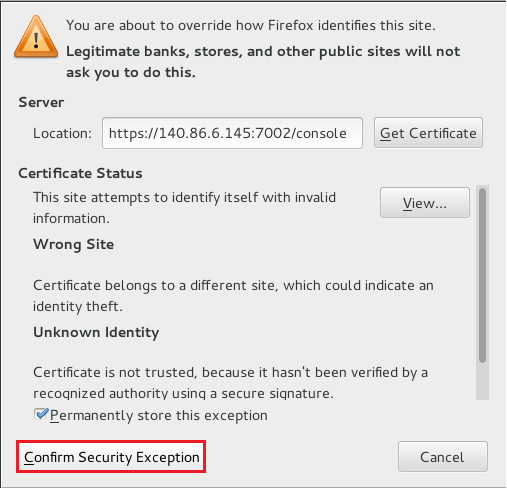 You are about to override how Firefox identifies this site.
Legitimate banks, stores, and other public sites will not
ask you to do this.
Server
Location: https://140.86.6.145:7002/console Get Certificate
Certificate Status
This site attempts to identify itself with invalid
information.
View...
Wrong Site
Certificate belongs to a different site, which could indicate an
identity theft.
Unknown Identity
Certificate is not trusted, because it hasn't been verified by a
recognized authority using a secure signature.
Permanently store this exception
Confirm Security Exception Cancel